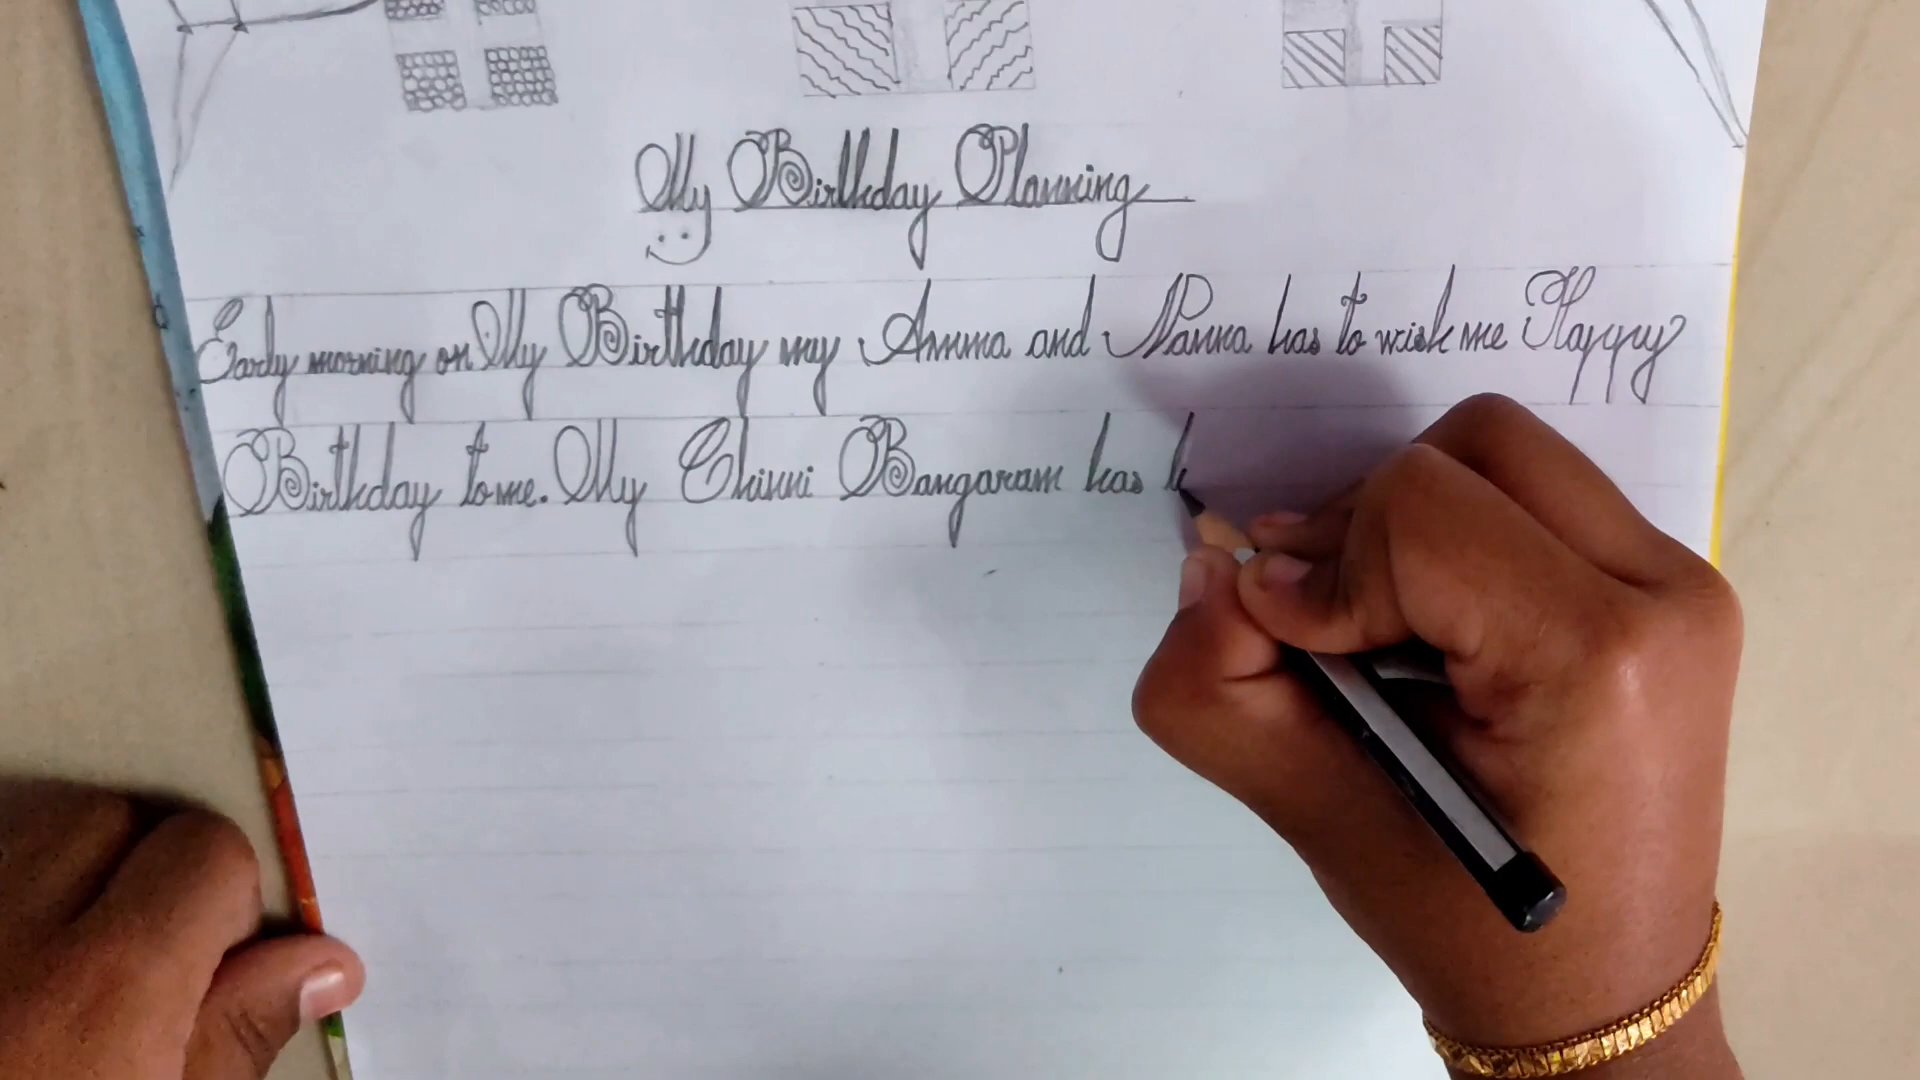 My Birthday Planning
Early morning on My Birthday my Amma and Nanna has to wish me Happy
Birthday to me. My Chinni Bangaram has